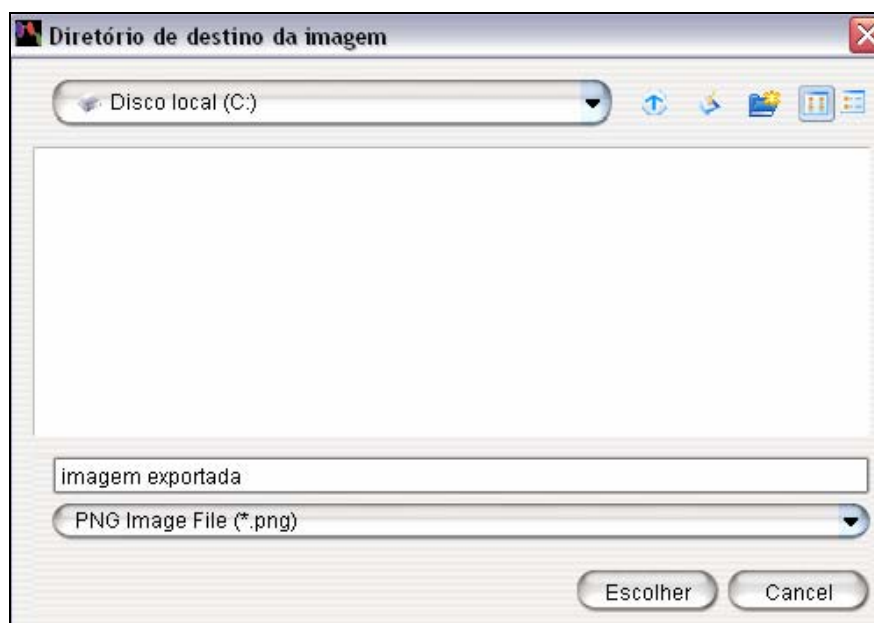 Diretório de destino da imagem
Disco local (C:)
imagem exportada
PNG Image File (*.png)
Escolher
Cancel